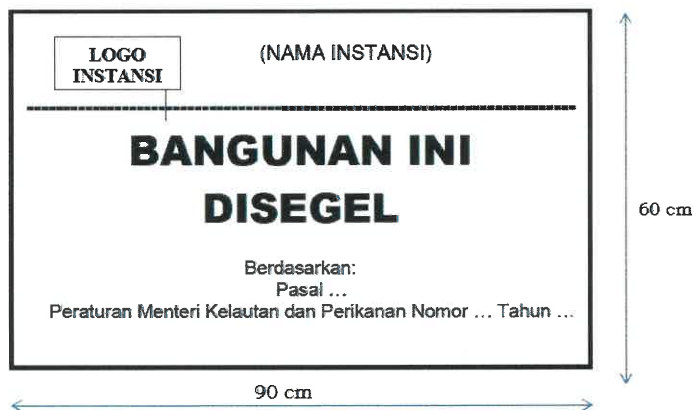 LOGO
INSTANSI
(NAMA INSTANSI)
BANGUNAN INI
DISEGEL
Berdasarkan:
Pasal ...
Peraturan Menteri Kelautan dan Perikanan Nomor ... Tahun ...
60 cm
90 cm